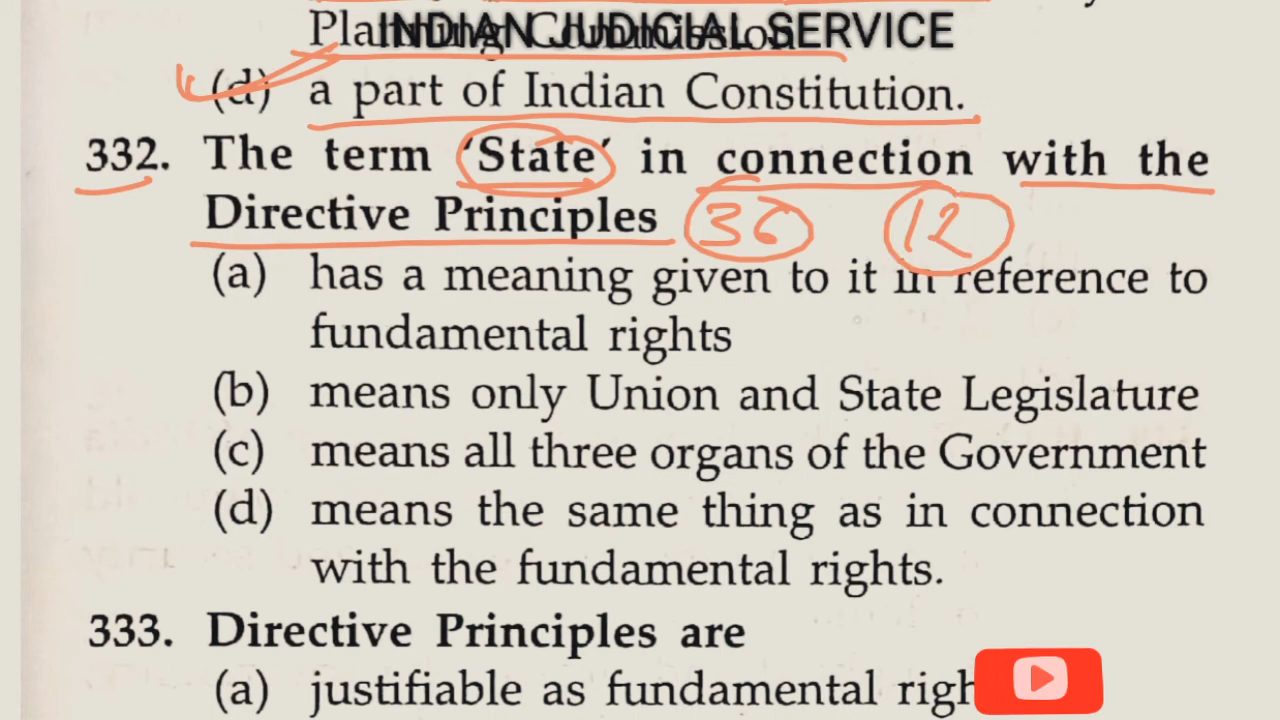 Planning Commission
INDIAN JUDICIAL SERVICE
(d) a part of Indian Constitution.
332. The term 'State' in connection with the
Directive Principles 36 12
(a) has a meaning given to it in reference to
fundamental rights
(b) means only Union and State Legislature
(c) means all three organs of the Government
(d) means the same thing as in connection
with the fundamental rights.
333. Directive Principles are
(a) justifiable as fundamental righ